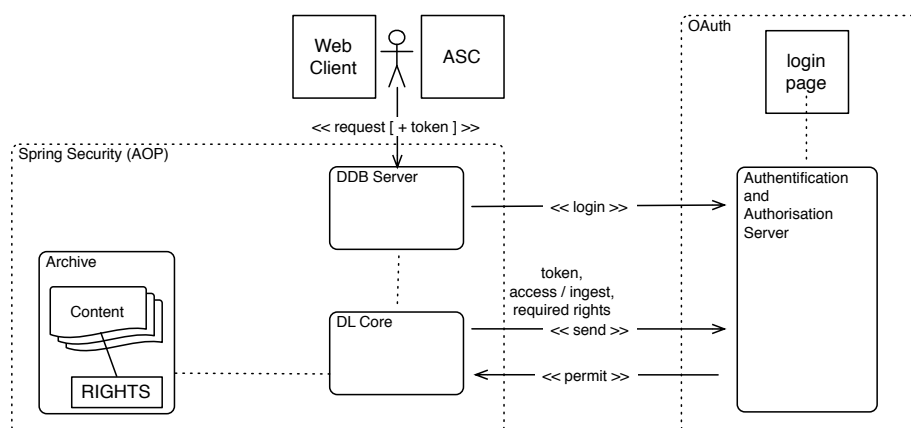 OAuth
Web
Client
ASC
login
page
<< request [ + token ] >>
Spring Security (AOP)
DDB Server
Authentification
and
Authorisation
Server
<< login >>
Archive
Content
RIGHTS
token,
access / ingest,
required rights
<< send >>
DL Core
<< permit >>